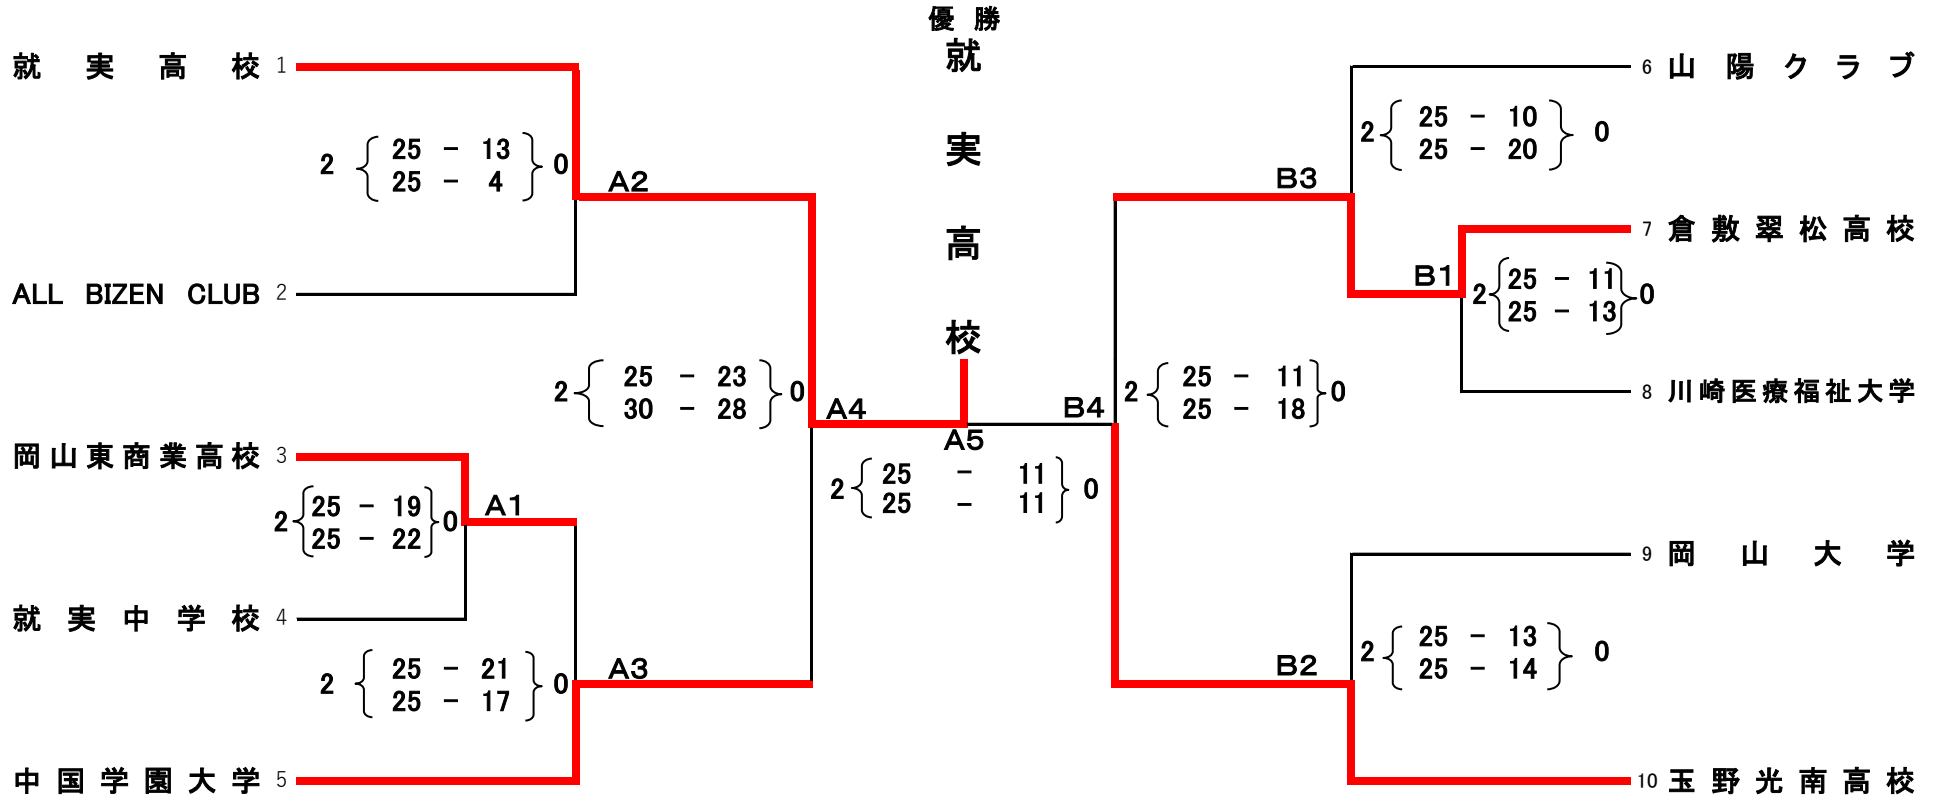 優勝
就実高校
就実高校 1
2 { 25 - 13 } 0
25 - 4
A2
ALL BIZEN CLUB 2
2 { 25 - 23 } 0
30 - 28
A4
岡山東商業高校 3
2 { 25 - 19 } 0
25 - 22
A1
就実中学校 4
2 { 25 - 21 } 0
25 - 17
A3
中国学園大学 5
A5
2 { 25 - 11 } 0
25 - 11
6 山陽クラブ
2 { 25 - 10 } 0
25 - 20
B3
7 倉敷翠松高校
B1
2 { 25 - 11 } 0
25 - 13
8 川崎医療福祉大学
B4
2 { 25 - 11 } 0
25 - 18
9 岡山大学
2 { 25 - 13 } 0
25 - 14
B2
10 玉野光南高校